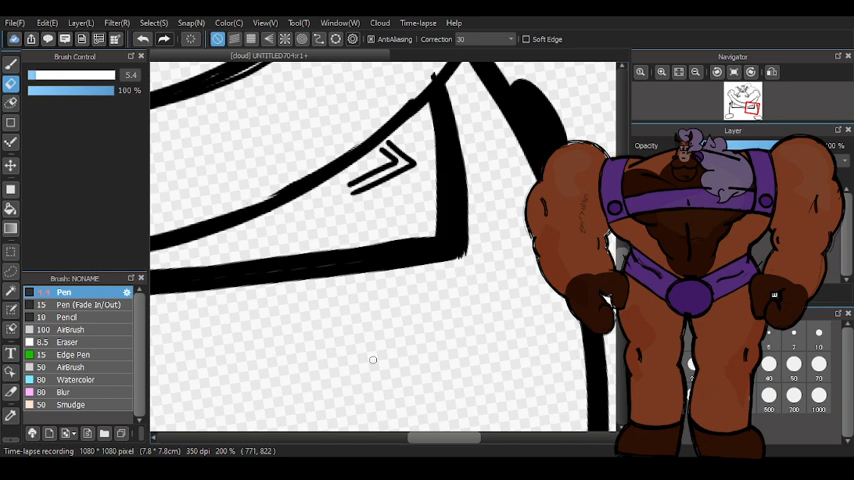 File(F) Edit(E) Layer(L) Filter(R) Select(S) Snap(N) Color(C) View(V) Tool(T) Window(W) Cloud Time-lapse Help
AntiAliasing Correction 30 Soft Edge
[cloud] UNTITLED704:r1+
Brush Control
5.4
100 %
Navigator
Layer
Opacity
Brush: NONAME
Pen
15 Pen (Fade In/Out)
10 Pencil
100 AirBrush
8.5 Eraser
15 Edge Pen
50 AirBrush
80 Watercolor
80 Blur
50 Smudge
7 10
40 50 70
500 700 1000
Time-lapse recording 1080 * 1080 pixel (7.8 * 7.8cm) 350 dpi 200 % ( 771, 822 )